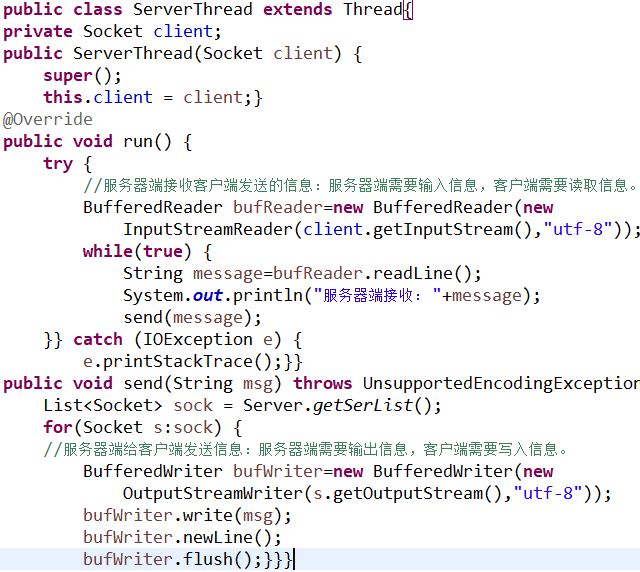 public class ServerThread extends Thread{
private Socket client;
public ServerThread(Socket client) {
    super();
    this.client = client;}
@Override
public void run() {
    try {
        //服务器端接收客户端发送的信息：服务器端需要输入信息，客户端需要读取信息。
        BufferedReader bufReader=new BufferedReader(new
            InputStreamReader(client.getInputStream(),"utf-8"));
        while(true) {
            String message=bufReader.readLine();
            System.out.println("服务器端接收："+message);
            send(message);
    }} catch (IOException e) {
        e.printStackTrace();}}
public void send(String msg) throws UnsupportedEncodingException
    List<Socket> sock = Server.getSerList();
    for(Socket s:sock) {
    //服务器端给客户端发送信息：服务器端需要输出信息，客户端需要写入信息。
        BufferedWriter bufWriter=new BufferedWriter(new
            OutputStreamWriter(s.getOutputStream(),"utf-8"));
        bufWriter.write(msg);
        bufWriter.newLine();
        bufWriter.flush();}}}